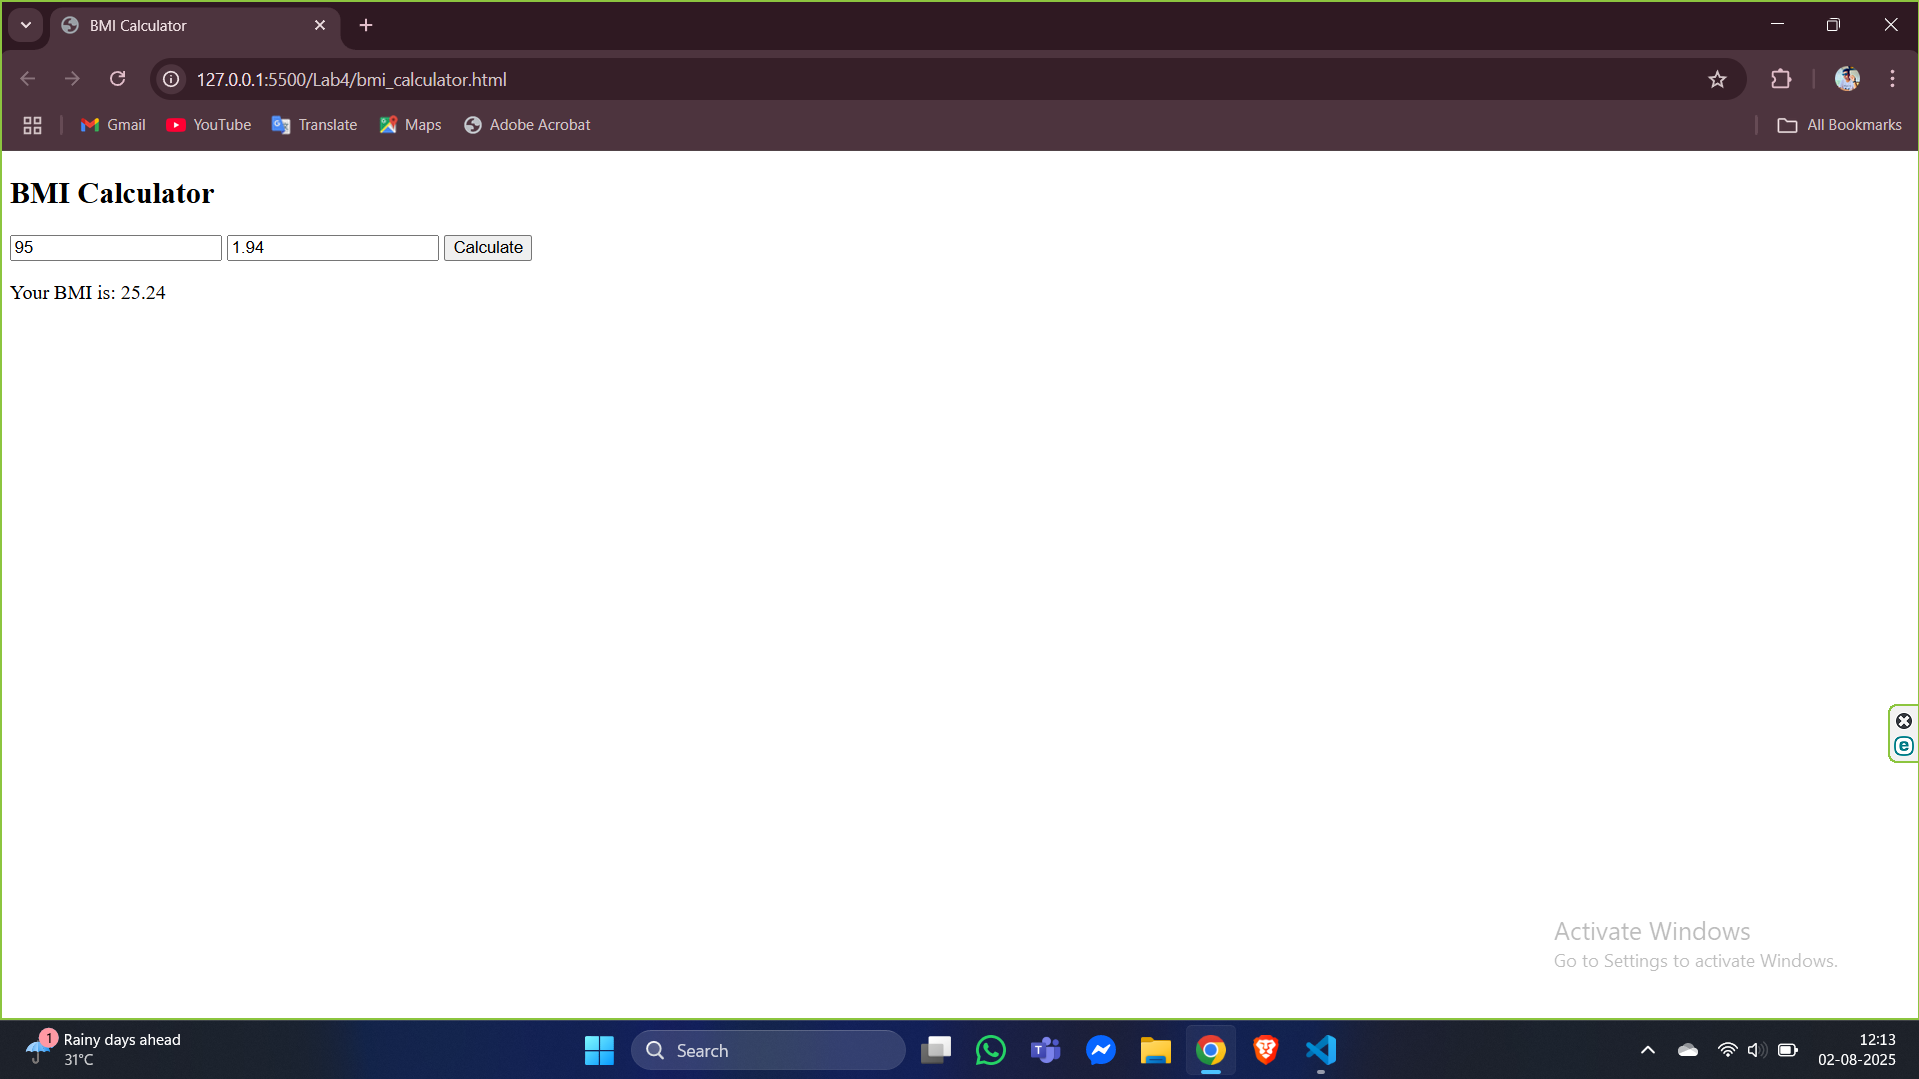 BMI Calculator
127.0.0.1:5500/Lab4/bmi_calculator.html
Gmail YouTube Translate Maps Adobe Acrobat All Bookmarks
BMI Calculator
95 1.94 Calculate
Your BMI is: 25.24
Activate Windows
Go to Settings to activate Windows.
1 Rainy days ahead
31°C
Search
12:13
02-08-2025